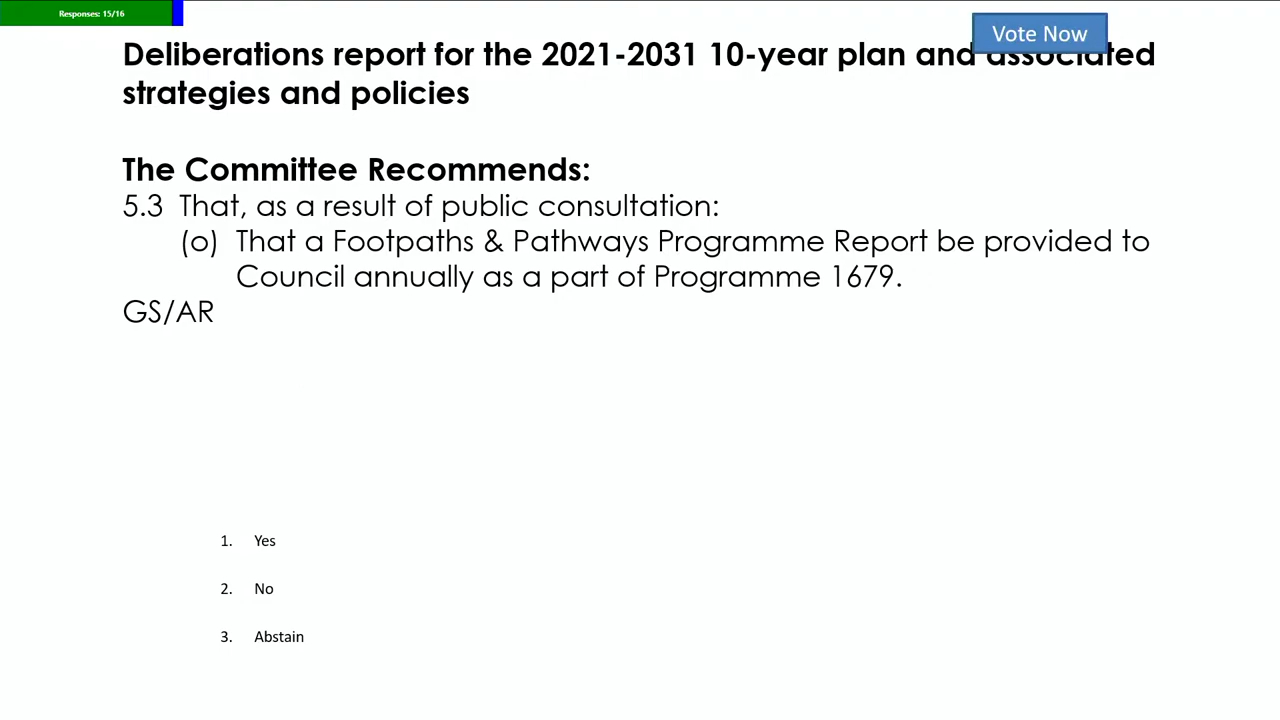 Responses: 15/16
Vote Now
Deliberations report for the 2021-2031 10-year plan and associated
strategies and policies
The Committee Recommends:
5.3 That, as a result of public consultation:
(o) That a Footpaths & Pathways Programme Report be provided to
Council annually as a part of Programme 1679.
GS/AR
1. Yes
2. No
3. Abstain